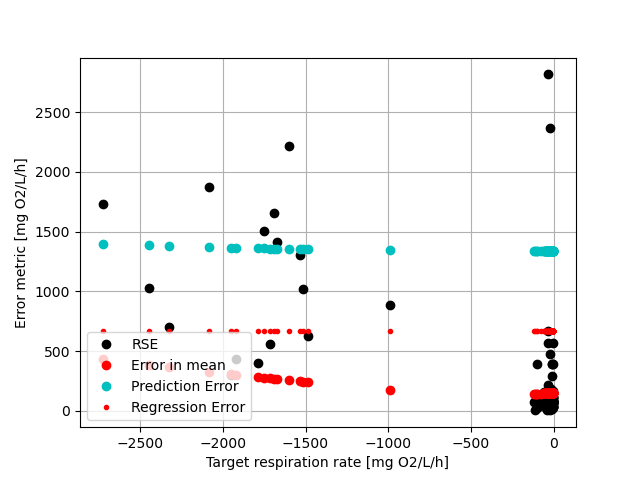 2500
2000
1500
1000
500
0
Error metric [mg O2/L/h]
RSE
Error in mean
Prediction Error
Regression Error
−2500 −2000 −1500 −1000 −500 0
Target respiration rate [mg O2/L/h]